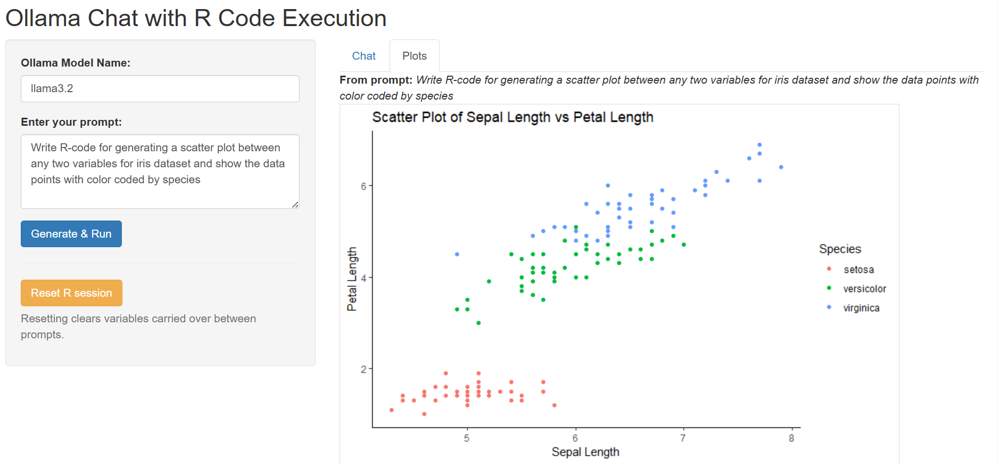 Ollama Chat with R Code Execution
Ollama Model Name:
llama3.2
Enter your prompt:
Write R-code for generating a scatter plot between
any two variables for iris dataset and show the data
points with color coded by species
Generate & Run
Reset R session
Resetting clears variables carried over between
prompts.
Chat
Plots
From prompt: Write R-code for generating a scatter plot between any two variables for iris dataset and show the data points with
color coded by species
Scatter Plot of Sepal Length vs Petal Length
Petal Length
6
4
2
5
6
7
8
Sepal Length
Species
setosa
versicolor
virginica